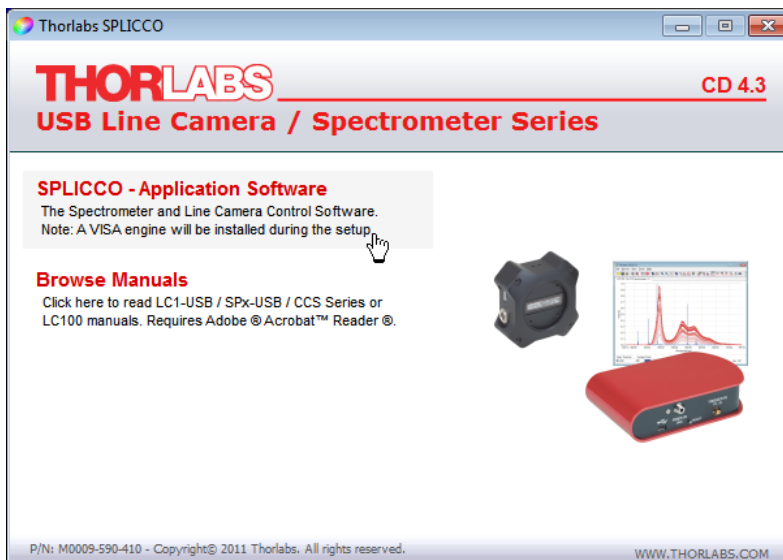 Thorlabs SPLICCO
THORLABS
CD 4.3
USB Line Camera / Spectrometer Series
SPLICCO - Application Software
The Spectrometer and Line Camera Control Software.
Note: A VISA engine will be installed during the setup.
Browse Manuals
Click here to read LC1-USB / SPx-USB / CCS Series or
LC100 manuals. Requires Adobe ® Acrobat™ Reader ®.
P/N: M0009-590-410 - Copyright© 2011 Thorlabs. All rights reserved.
WWW.THORLABS.COM